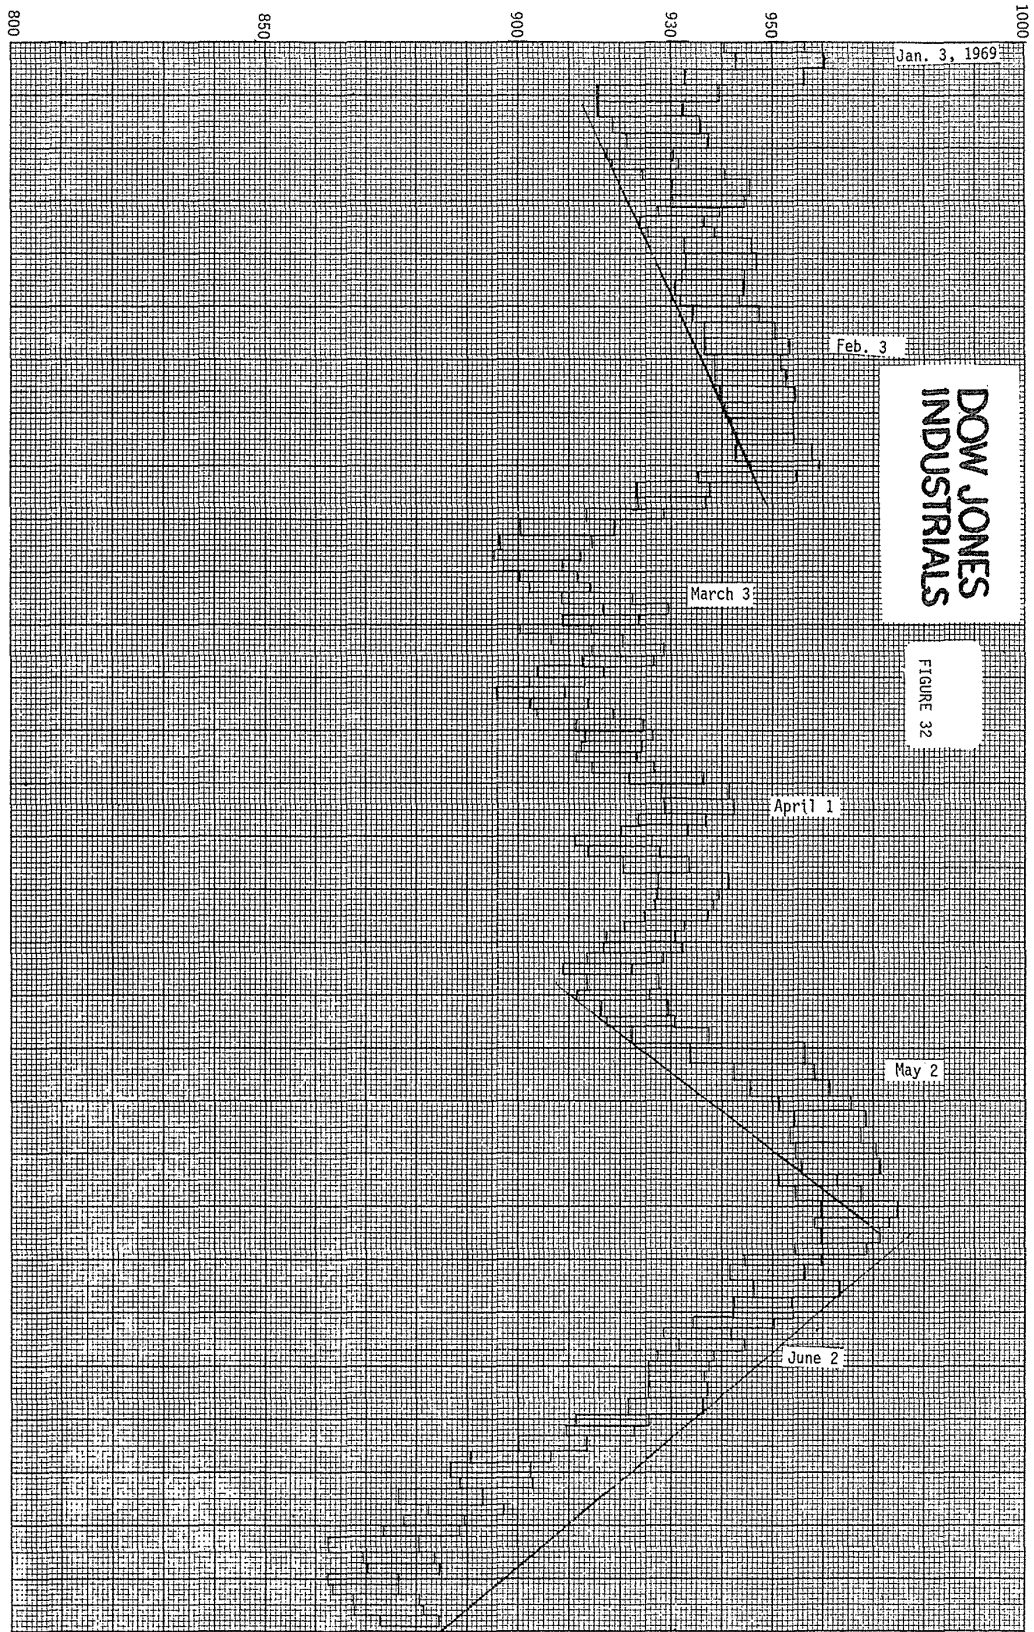 800
850
900
930
950
1000
Jan. 3, 1969
Feb. 3
DOW JONES
INDUSTRIALS
FIGURE 32
March 3
April 1
May 2
June 2